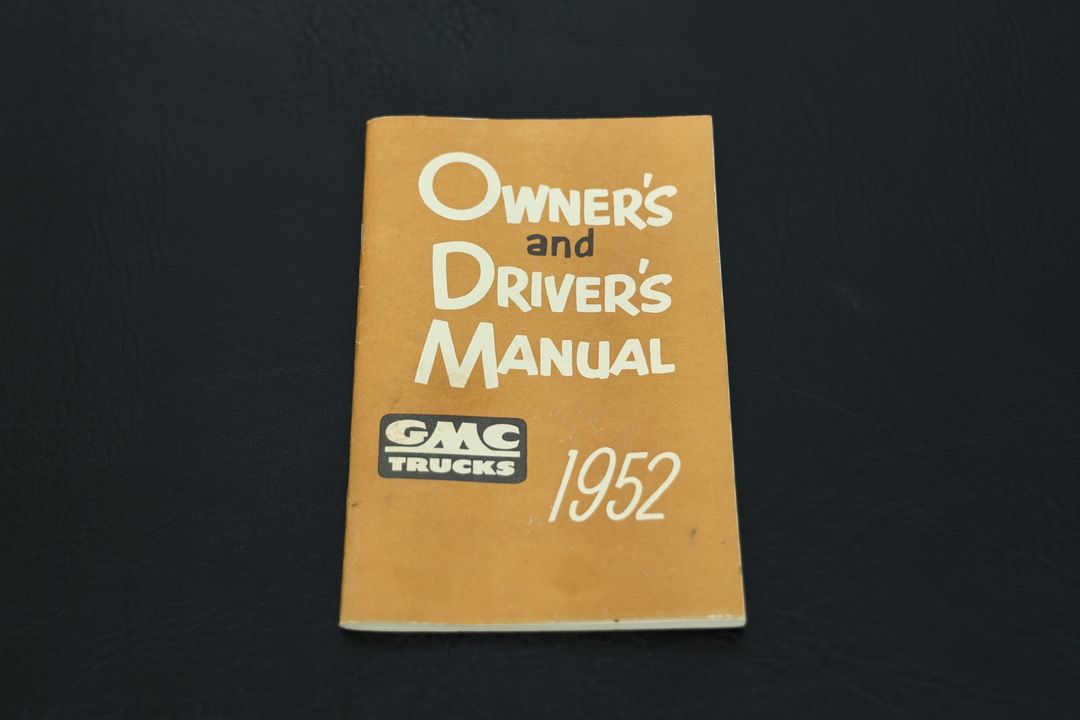 OWNER'S
and
DRIVER'S
MANUAL
GMC
TRUCKS
1952